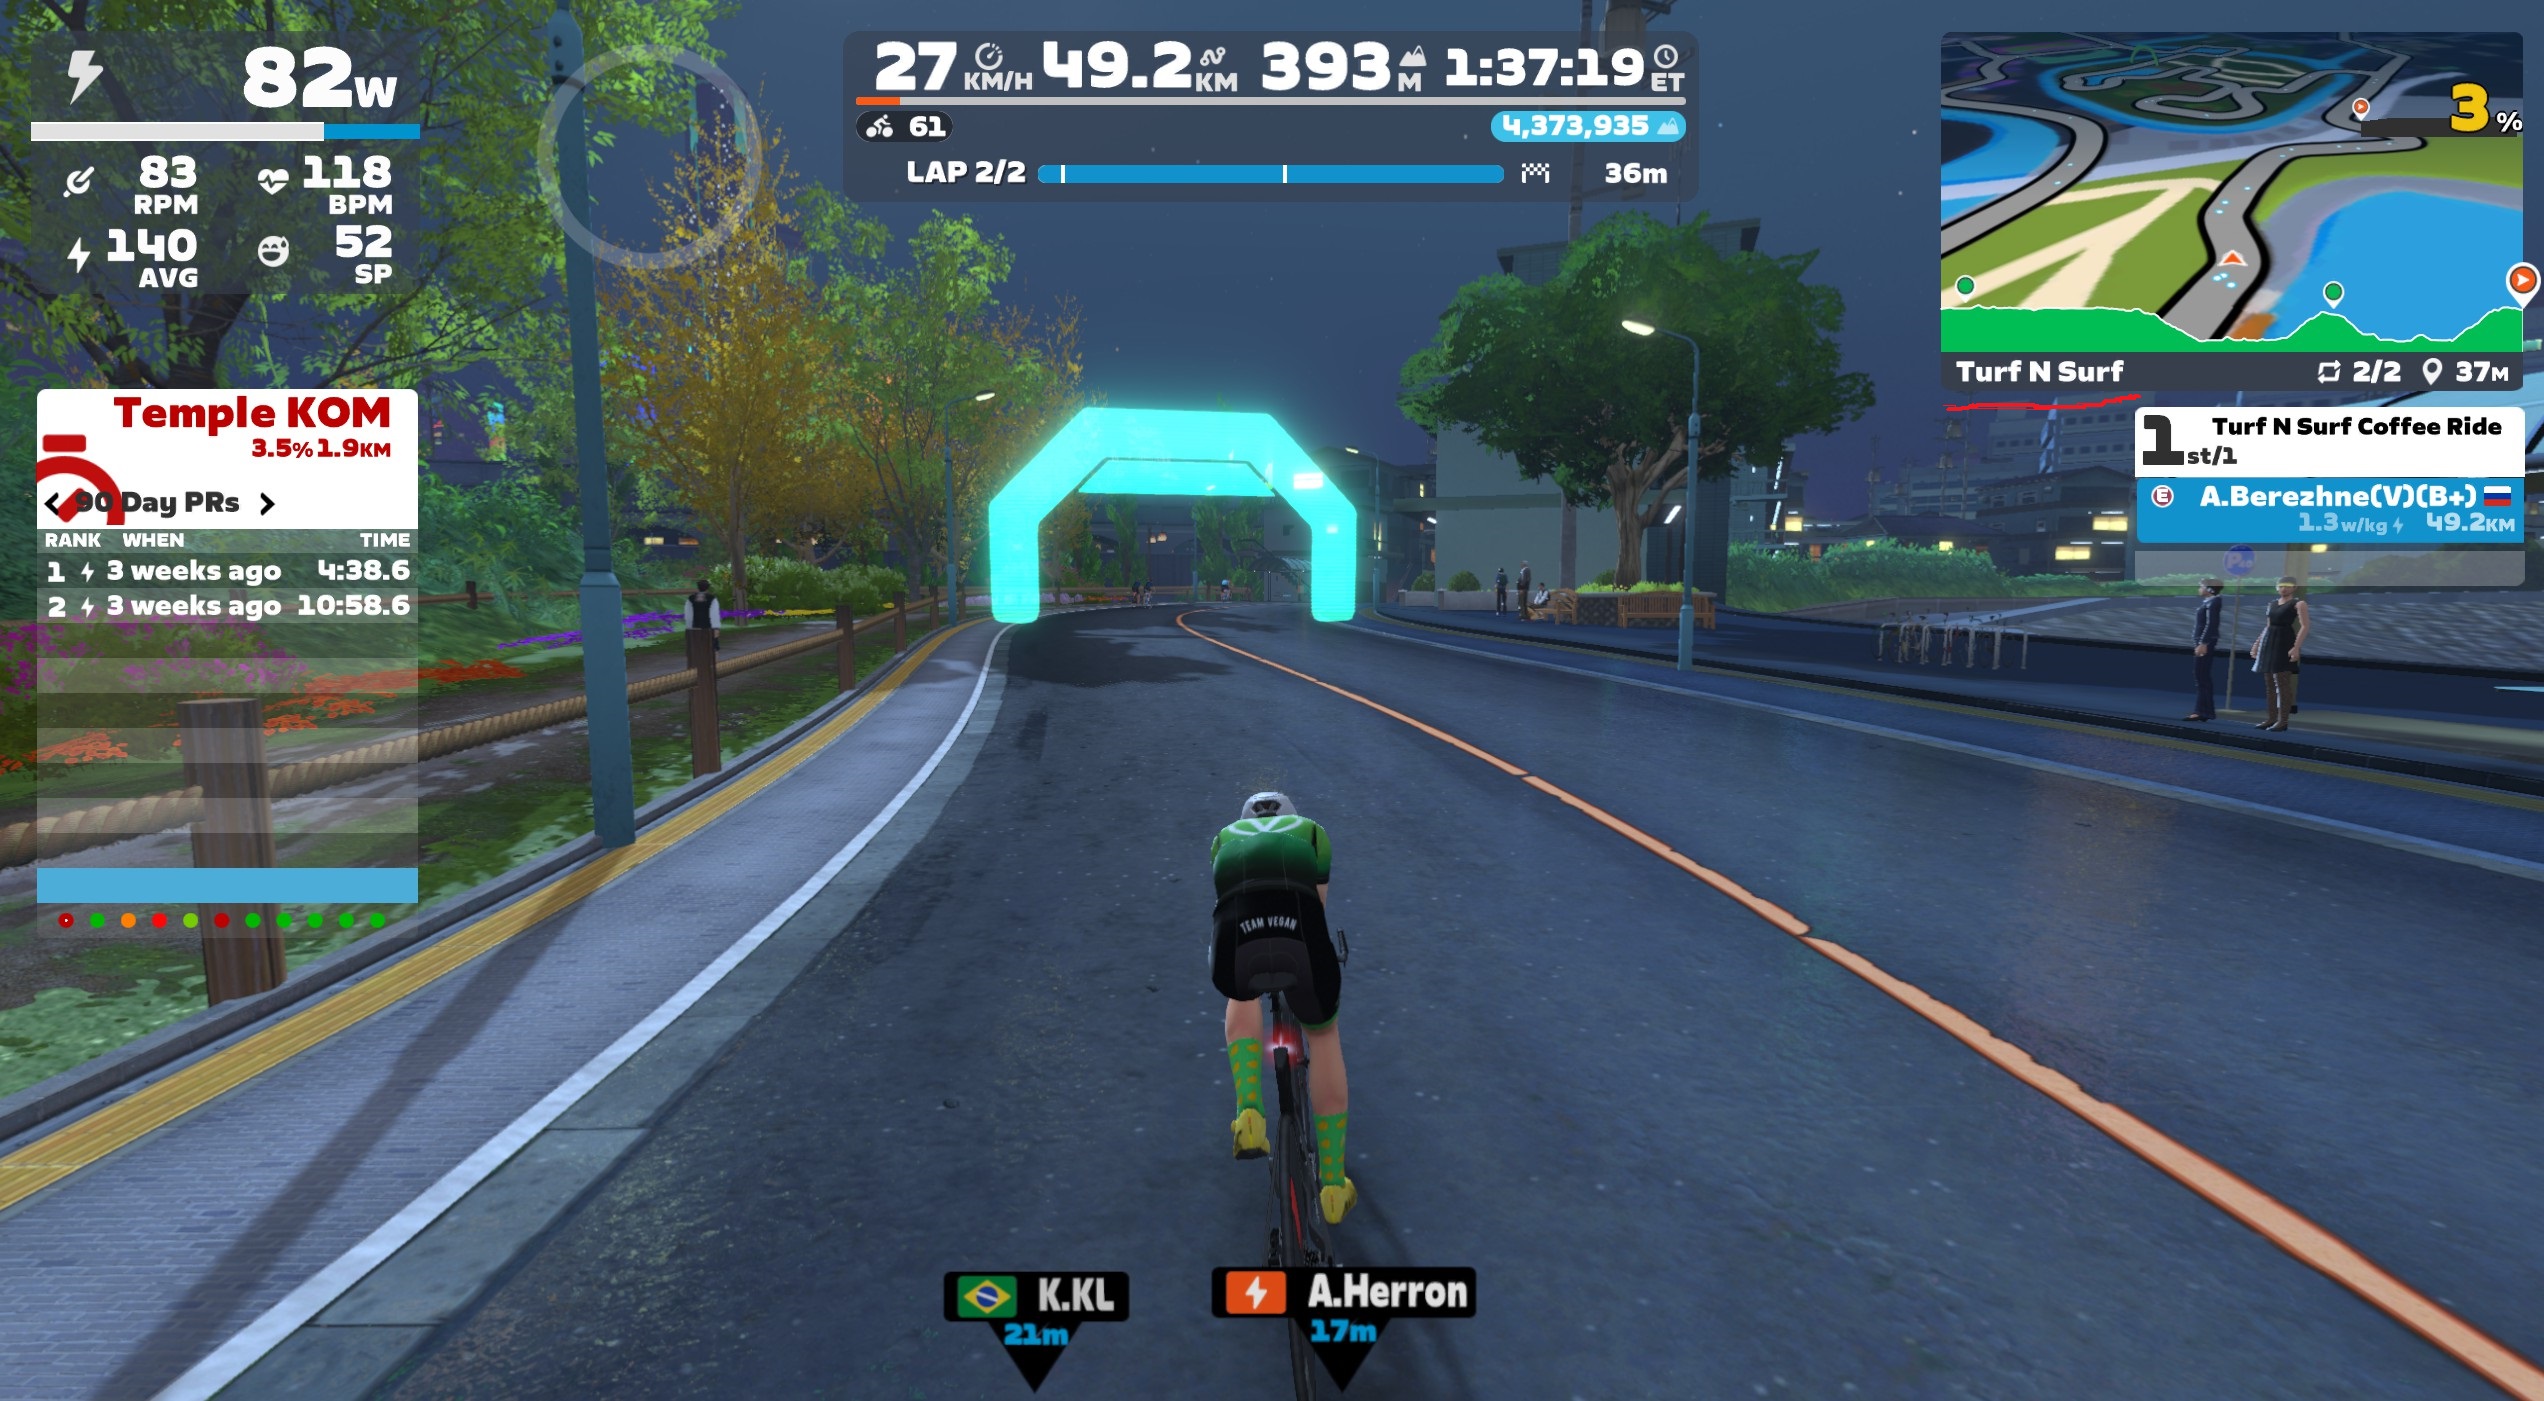 82w
83 RPM
118 BPM
140 AVG
52 SP
27 KM/H 49.2 KM 393 M 1:37:19 ET
61
4,373,935
LAP 2/2 36m
3%
Turf N Surf 2/2 37M
Temple KOM
3.5% 1.9KM
< 90 Day PRs >
RANK WHEN TIME
1 3 weeks ago 4:38.6
2 3 weeks ago 10:58.6
1st/1 Turf N Surf Coffee Ride
E A.Berezhne(V)(B+)
1.3w/kg 49.2KM
TEAM VEGAN
K.KL
21m
A.Herron
17m